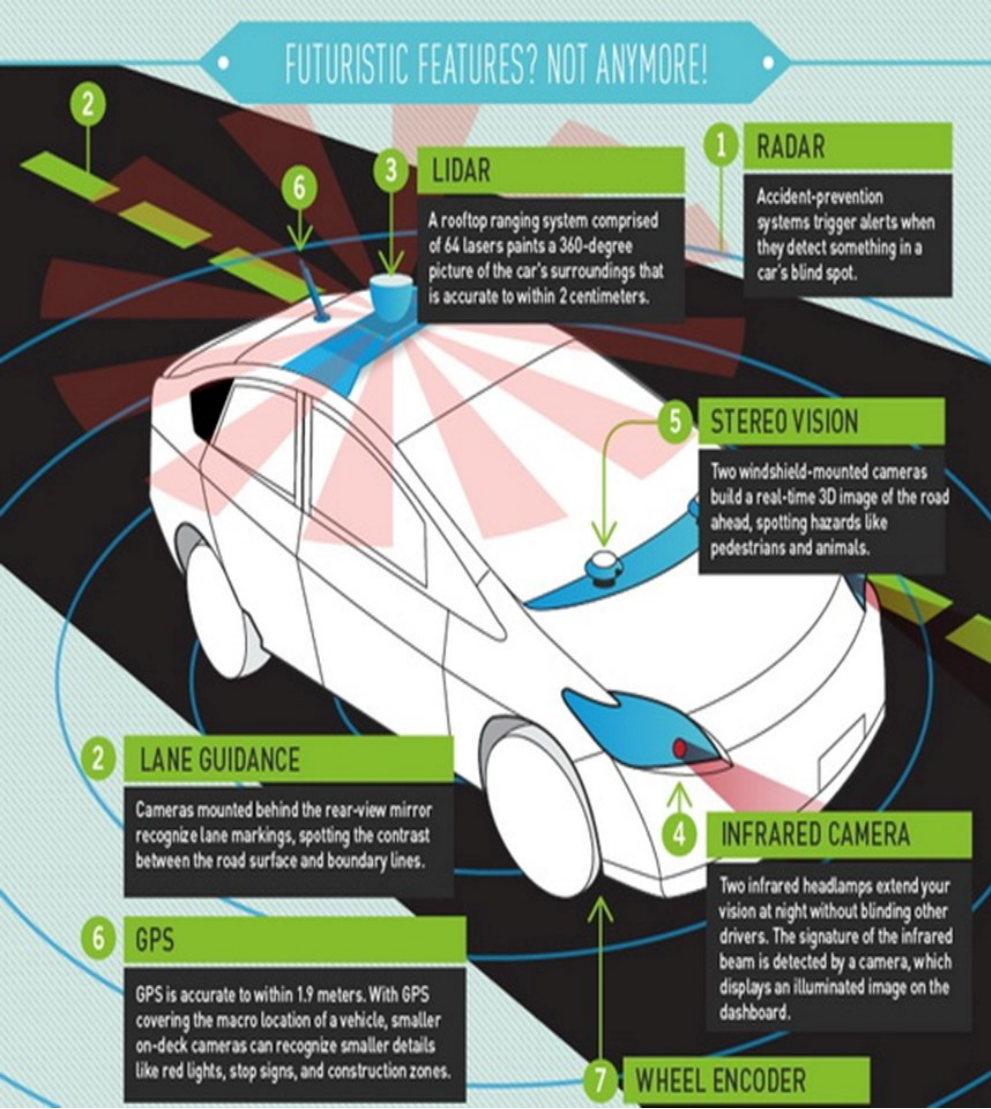 FUTURISTIC FEATURES? NOT ANYMORE!
2
6
3
LIDAR
A rooftop ranging system comprised
of 64 lasers paints a 360-degree
picture of the car's surroundings that
is accurate to within 2 centimeters.
1
RADAR
Accident-prevention
systems trigger alerts when
they detect something in a
car's blind spot.
5
STEREO VISION
Two windshield-mounted cameras
build a real-time 3D image of the road
ahead, spotting hazards like
pedestrians and animals.
2
LANE GUIDANCE
Cameras mounted behind the rear-view mirror
recognize lane markings, spotting the contrast
between the road surface and boundary lines.
4
INFRARED CAMERA
Two infrared headlamps extend your
vision at night without blinding other
drivers. The signature of the infrared
beam is detected by a camera, which
displays an illuminated image on the
dashboard.
6
GPS
GPS is accurate to within 1.9 meters. With GPS
covering the macro location of a vehicle, smaller
on-deck cameras can recognize smaller details
like red lights, stop signs, and construction zones.
7
WHEEL ENCODER